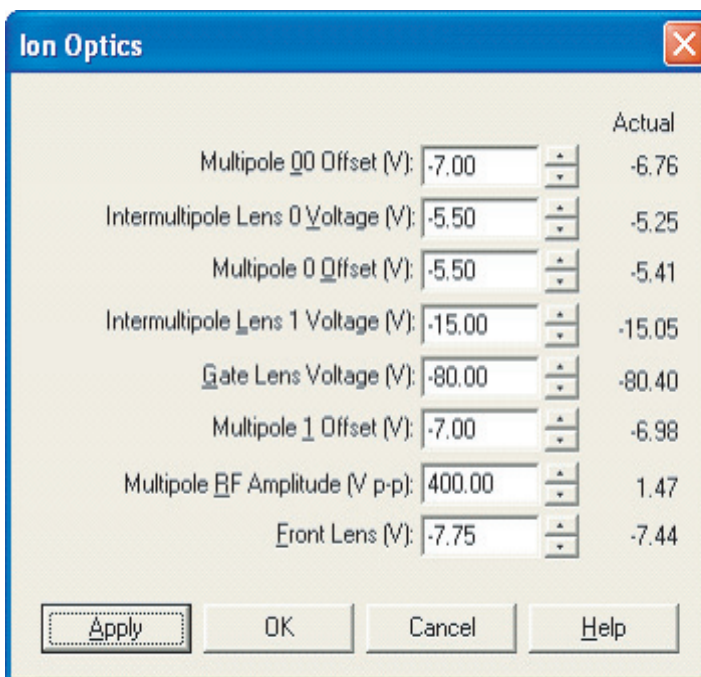 Ion Optics
Actual
Multipole 00 Offset (V): -7.00 -6.76
Intermultipole Lens 0 Voltage (V): -5.50 -5.25
Multipole 0 Offset (V): -5.50 -5.41
Intermultipole Lens 1 Voltage (V): -15.00 -15.05
Gate Lens Voltage (V): -80.00 -80.40
Multipole 1 Offset (V): -7.00 -6.98
Multipole RF Amplitude (V p-p): 400.00 1.47
Front Lens (V): -7.75 -7.44
Apply OK Cancel Help